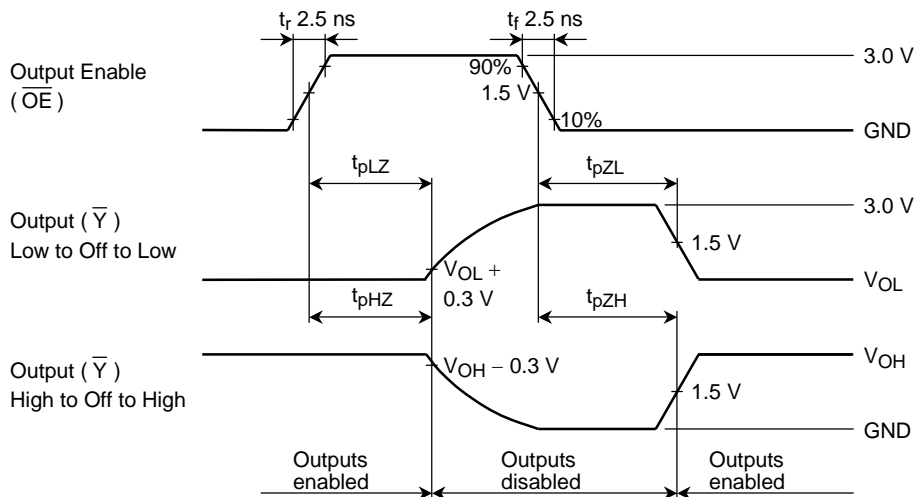 tr 2.5 ns
tf 2.5 ns
Output Enable
( OE )
90%
1.5 V
10%
3.0 V
GND
tpLZ
tpZL
Output ( Y )
Low to Off to Low
3.0 V
1.5 V
VOL +
0.3 V
VOL
tpHZ
tpZH
Output ( Y )
High to Off to High
VOH − 0.3 V
1.5 V
VOH
GND
Outputs
enabled
Outputs
disabled
Outputs
enabled